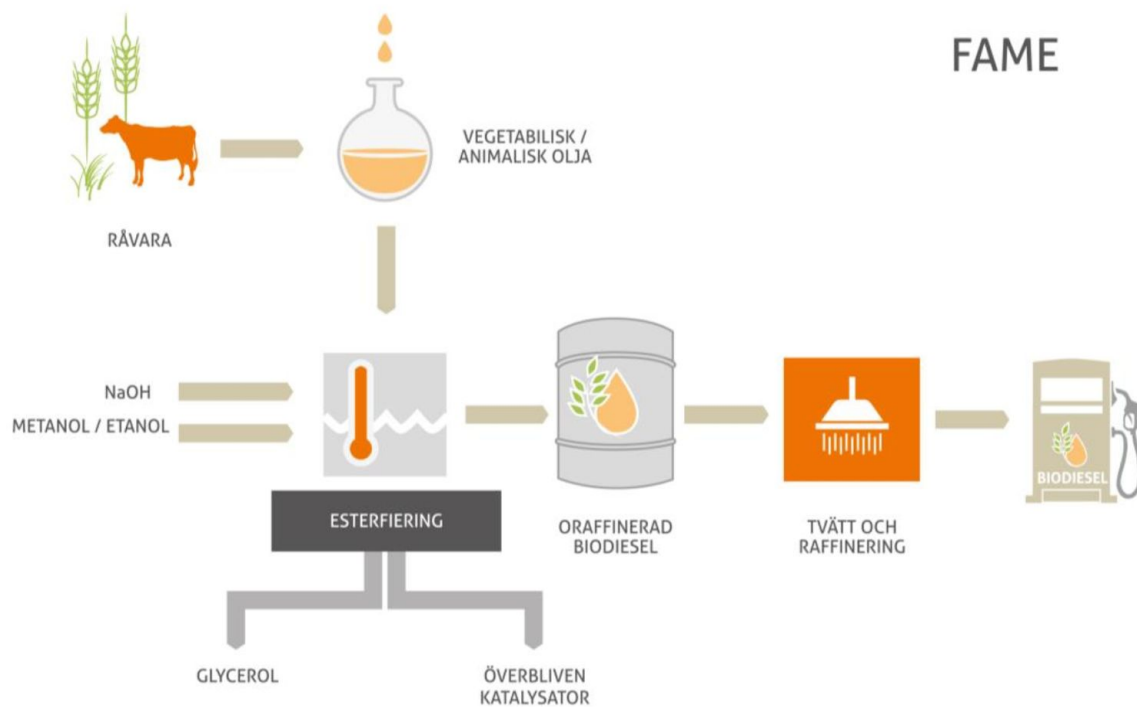 FAME
VEGETABILISK /
ANIMALISK OLJA
RÅVARA
NaOH
METANOL / ETANOL
BIODIESEL
ESTERFIERING
ORAFFINERAD
BIODIESEL
TVÄTT OCH
RAFFINERING
GLYCEROL
ÖVERBLIVEN
KATALYSATOR